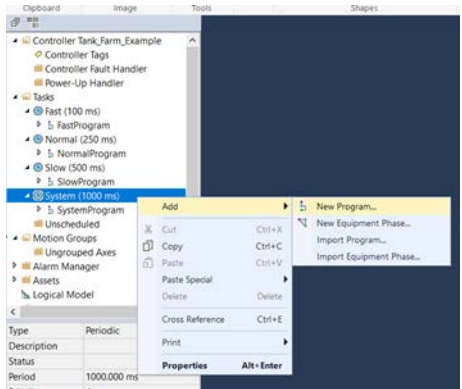 Clipboard Image Tools Shapes
Controller Tank_Farm_Example
Controller Tags
Controller Fault Handler
Power-Up Handler
Tasks
Fast (100 ms)
FastProgram
Normal (250 ms)
NormalProgram
Slow (500 ms)
SlowProgram
System (1000 ms)
SystemProgram
Unscheduled
Motion Groups
Ungrouped Axes
Alarm Manager
Assets
Logical Model
Type Periodic
Description
Status
Period 1000.000 ms
Add
Cut Ctrl+X
Copy Ctrl+C
Paste Ctrl+V
Paste Special
Delete Delete
Cross Reference Ctrl+E
Print
Properties Alt+Enter
New Program...
New Equipment Phase...
Import Program...
Import Equipment Phase...